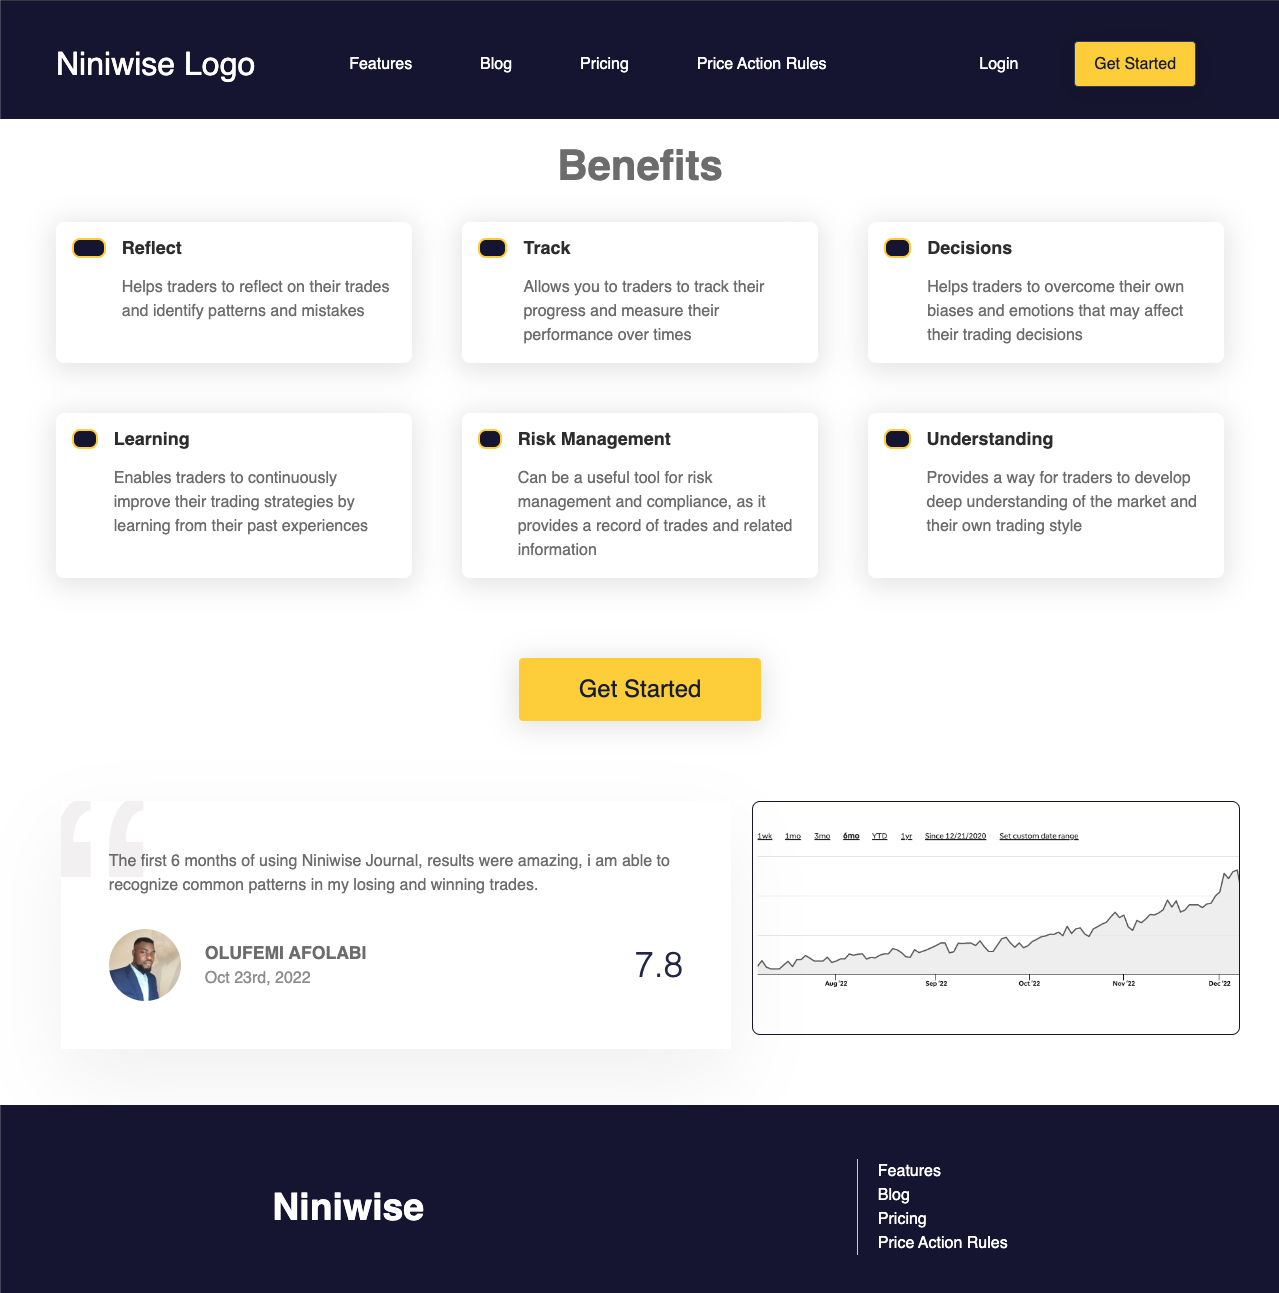 Niniwise Logo
Features
Blog
Pricing
Price Action Rules
Login
Get Started
Benefits
Reflect
Helps traders to reflect on their trades
and identify patterns and mistakes
Track
Allows you to traders to track their
progress and measure their
performance over times
Decisions
Helps traders to overcome their own
biases and emotions that may affect
their trading decisions
Learning
Enables traders to continuously
improve their trading strategies by
learning from their past experiences
Risk Management
Can be a useful tool for risk
management and compliance, as it
provides a record of trades and related
information
Understanding
Provides a way for traders to develop
deep understanding of the market and
their own trading style
Get Started
“
The first 6 months of using Niniwise Journal, results were amazing, i am able to
recognize common patterns in my losing and winning trades.
OLUFEMI AFOLABI
Oct 23rd, 2022
7.8
1wk 1mo 3mo 6mo YTD 1yr Since 12/21/2020 Set custom date range
Aug '22 Sep '22 Oct '22 Nov '22 Dec '22
Niniwise
Features
Blog
Pricing
Price Action Rules